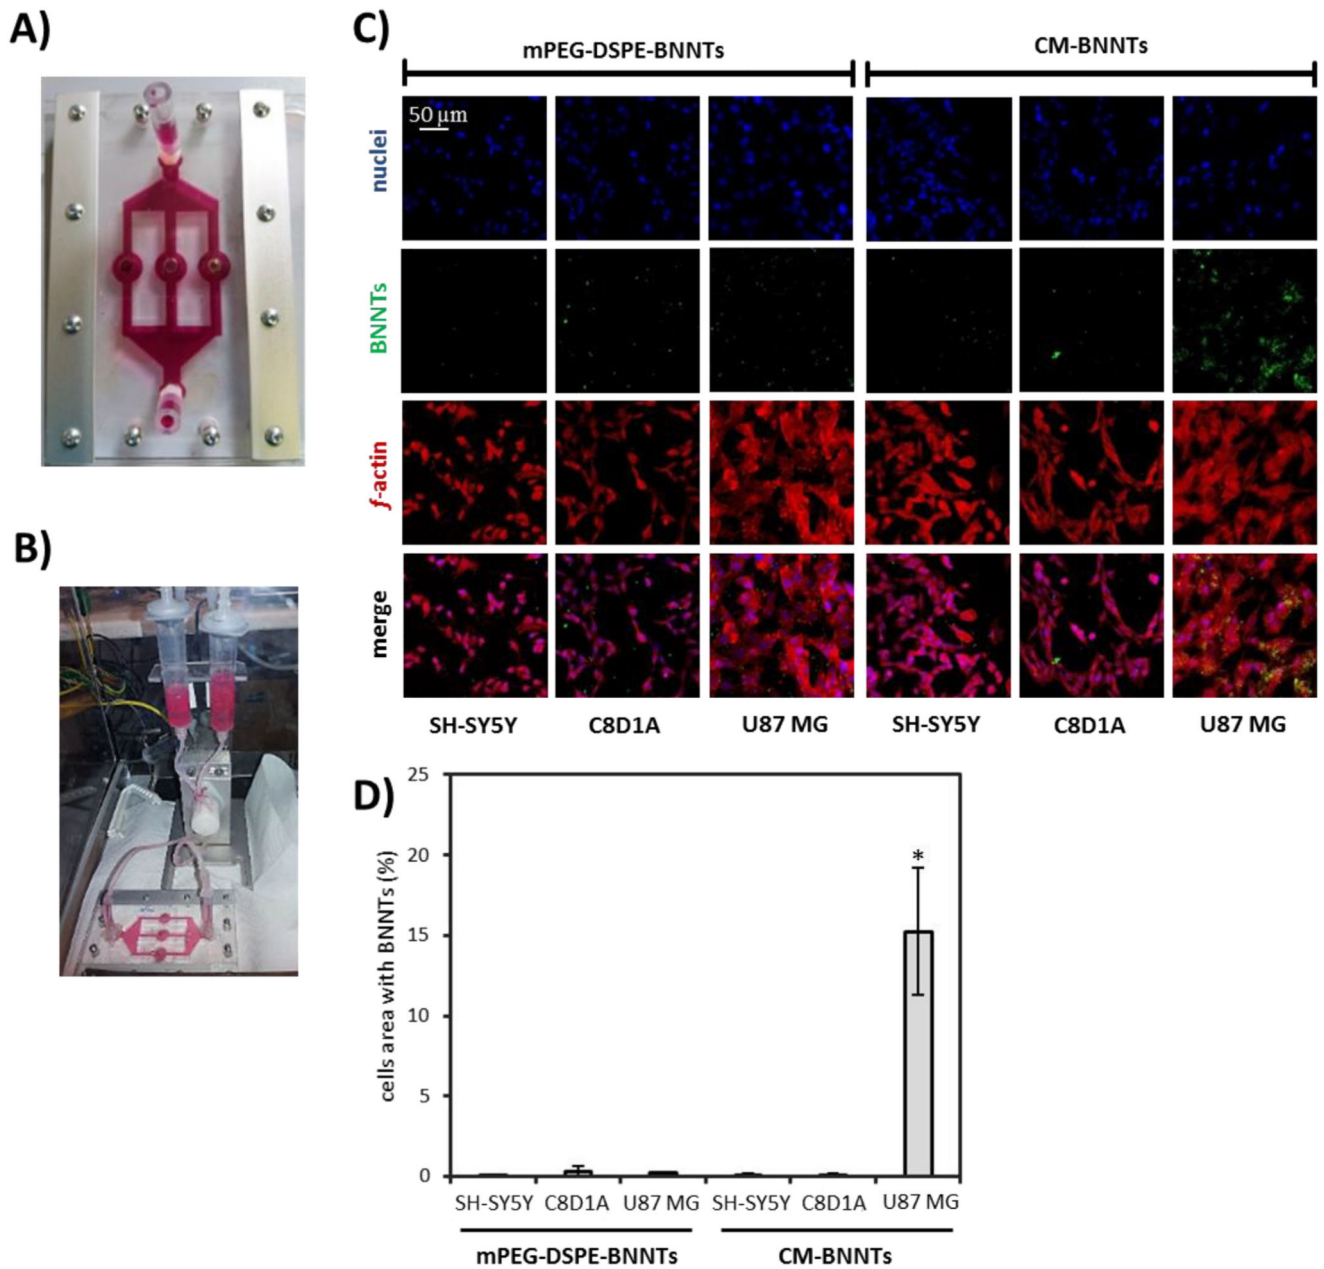 A)
C)
mPEG-DSPE-BNNTs
CM-BNNTs
50 µm
nuclei
BNNTs
f-actin
merge
SH-SY5Y C8D1A U87 MG SH-SY5Y C8D1A U87 MG
B)
D)
25
20
15
10
5
0
cells area with BNNTs (%)
*
SH-SY5Y C8D1A U87 MG SH-SY5Y C8D1A U87 MG
mPEG-DSPE-BNNTs CM-BNNTs